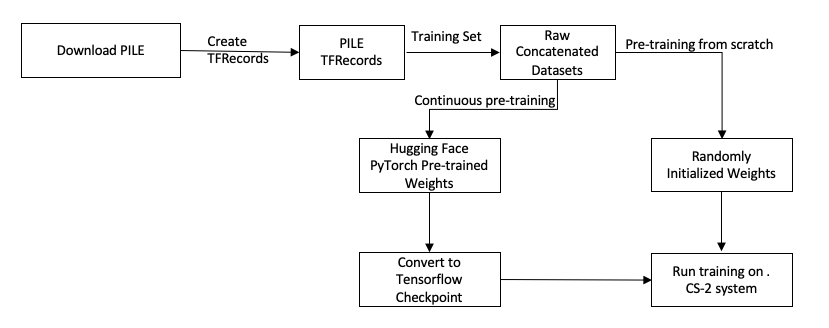 Download PILE
Create
TFRecords
PILE
TFRecords
Training Set
Raw
Concatenated
Datasets
Pre-training from scratch
Continuous pre-training
Hugging Face
PyTorch Pre-trained
Weights
Randomly
Initialized Weights
Convert to
Tensorflow
Checkpoint
Run training on .
CS-2 system